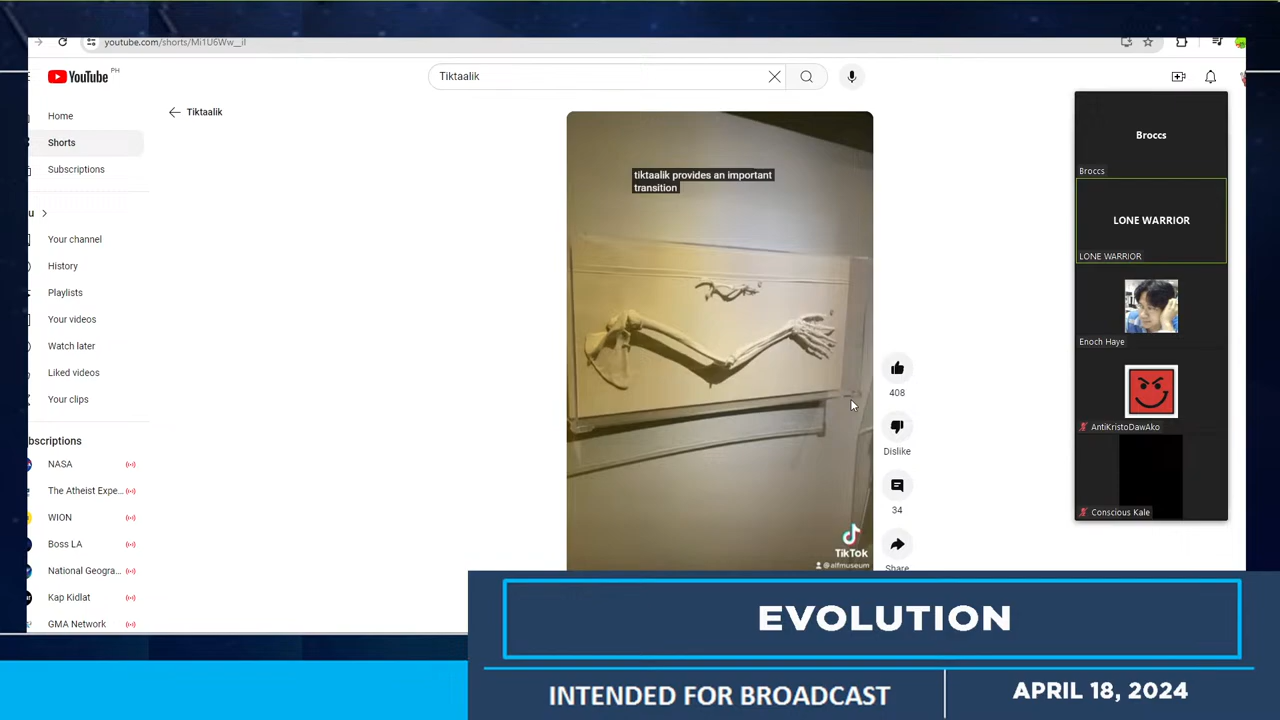 youtube.com/shorts/Mi1U6Ww__iI
YouTube PH
Tiktaalik
Home
Shorts
Subscriptions
Your channel
History
Playlists
Your videos
Watch later
Liked videos
Your clips
NASA
The Atheist Expe...
WION
Boss LA
National Geogra...
Kap Kidlat
GMA Network
Tiktaalik
tiktaalik provides an important
transition
TikTok
@alfmuseum
408
Dislike
34
Share
Broccs
Broccs
LONE WARRIOR
LONE WARRIOR
Enoch Haye
AntiKristoDawAko
Conscious Kale
EVOLUTION
INTENDED FOR BROADCAST
APRIL 18, 2024